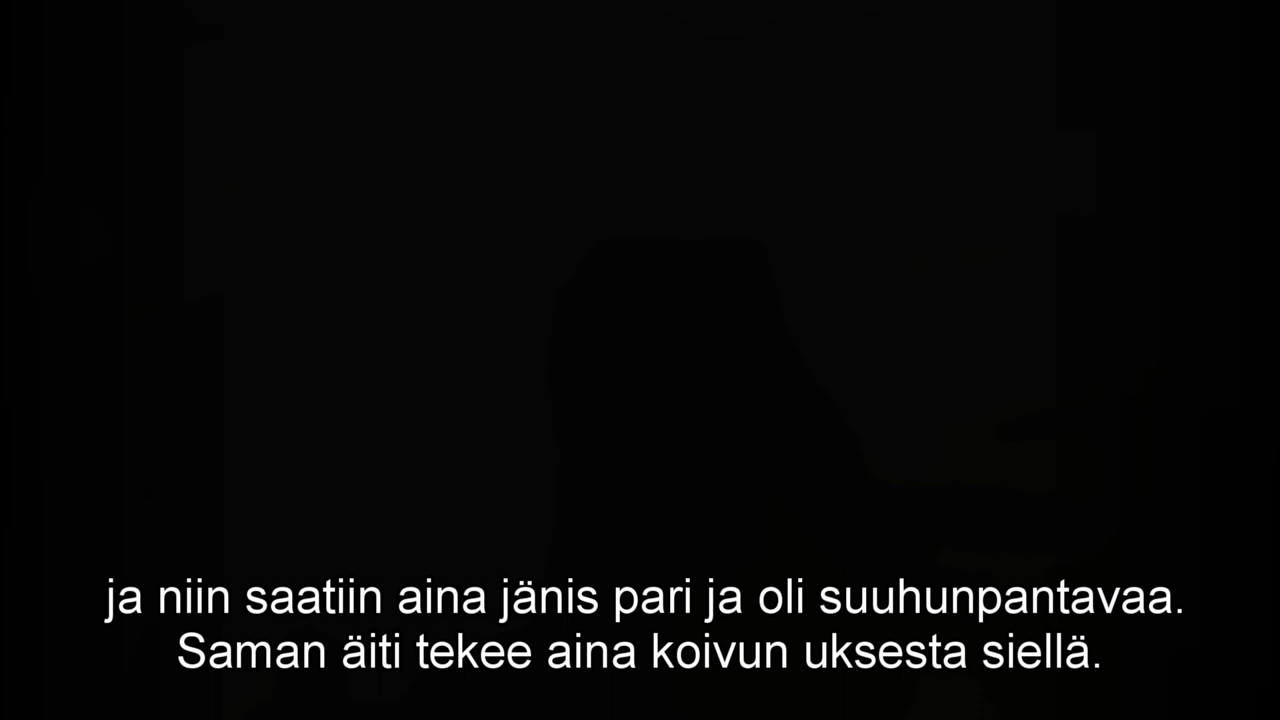 ja niin saatiin aina jänis pari ja oli suuhunpantavaa.
Saman äiti tekee aina koivun uksesta siellä.